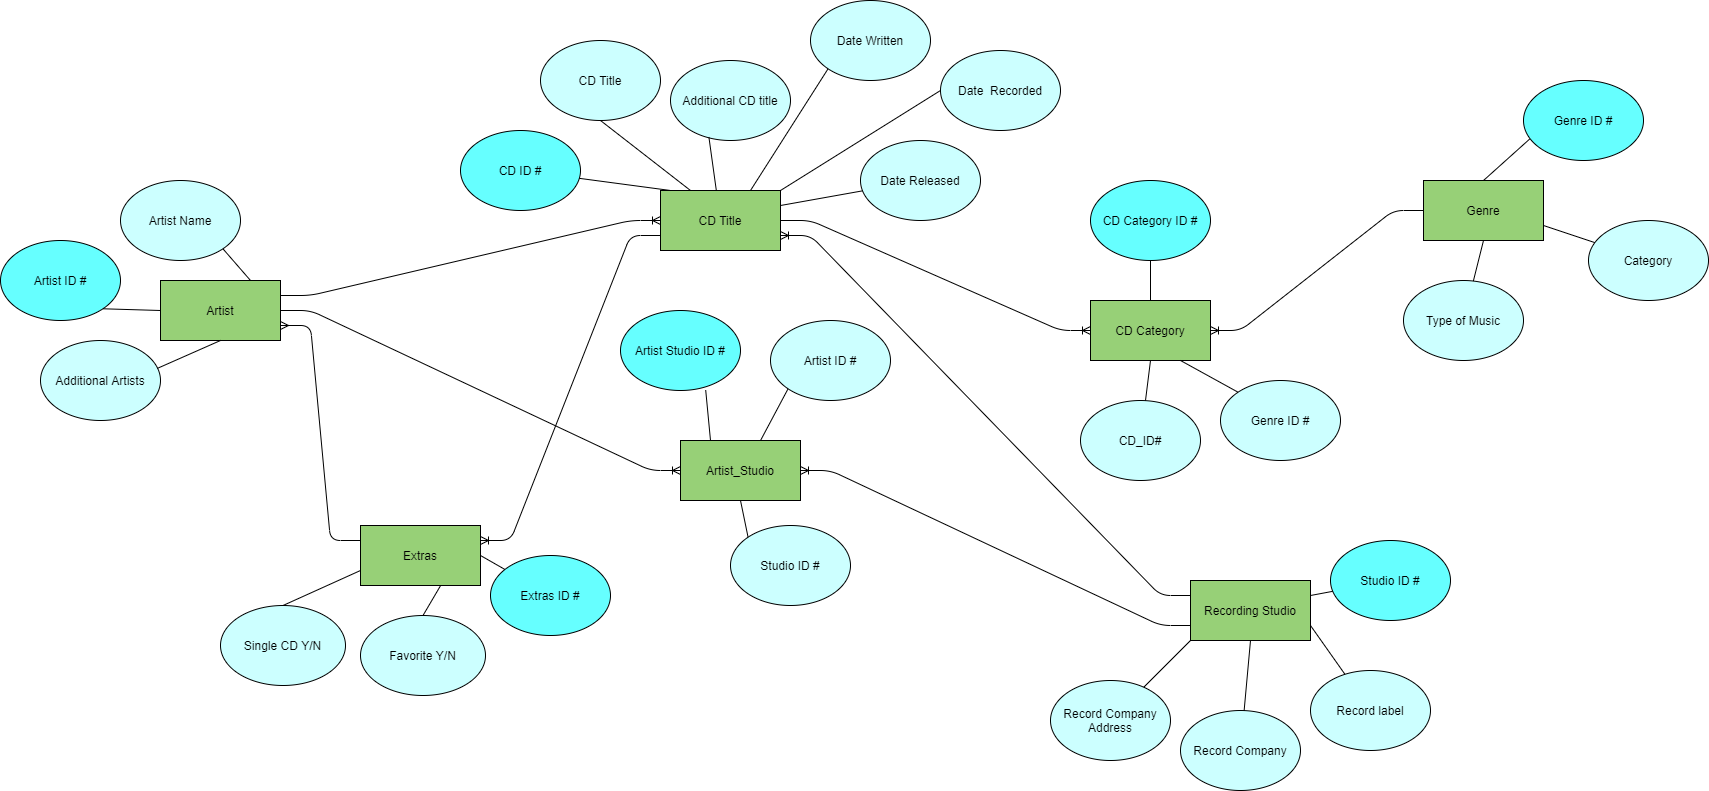 Date Written
CD Title
Additional CD title
Date  Recorded
CD ID #
Date Released
Genre ID #
Artist Name
CD Title
CD Category ID #
Genre
Artist ID #
Category
Artist
CD Category
Type of Music
Additional Artists
Artist Studio ID #
Artist ID #
CD_ID#
Genre ID #
Artist_Studio
Extras
Studio ID #
Extras ID #
Studio ID #
Recording Studio
Single CD Y/N
Favorite Y/N
Record Company
Address
Record Company
Record label